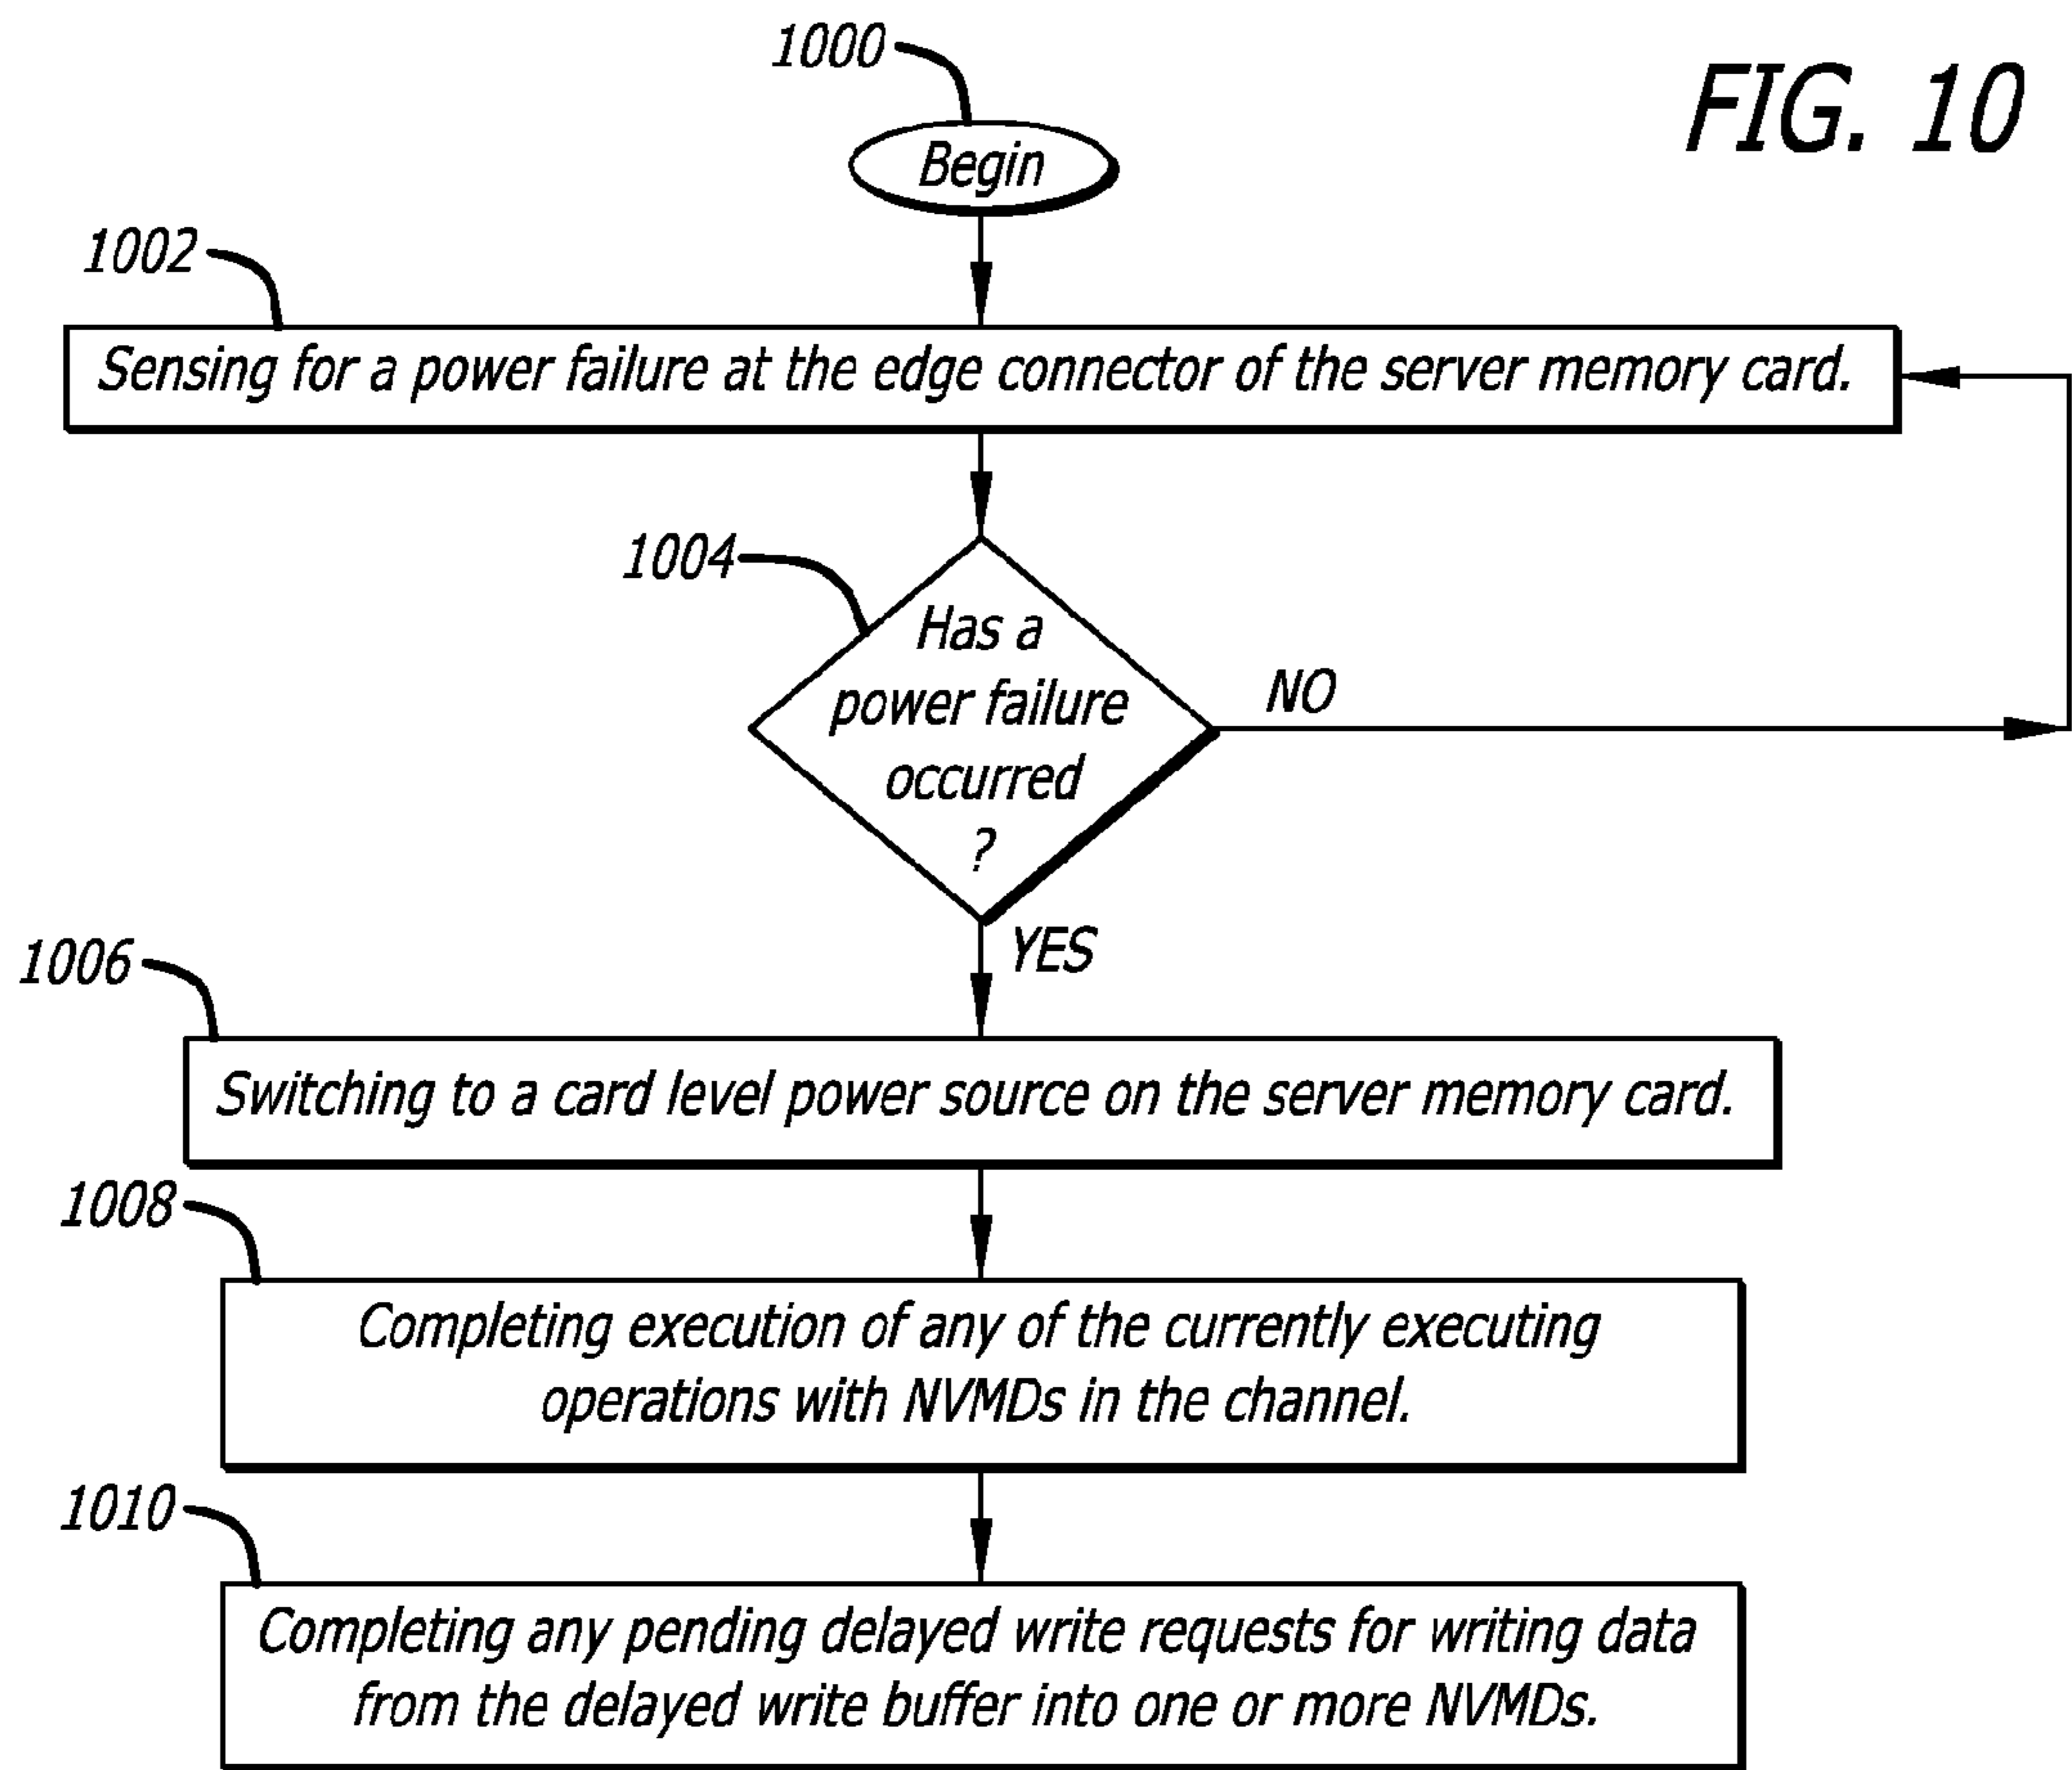 1000
FIG. 10
Begin
1002
Sensing for a power failure at the edge connector of the server memory card.
1004
Has a
power failure
occurred
?
NO
YES
1006
Switching to a card level power source on the server memory card.
1008
Completing execution of any of the currently executing
operations with NVMDs in the channel.
1010
Completing any pending delayed write requests for writing data
from the delayed write buffer into one or more NVMDs.